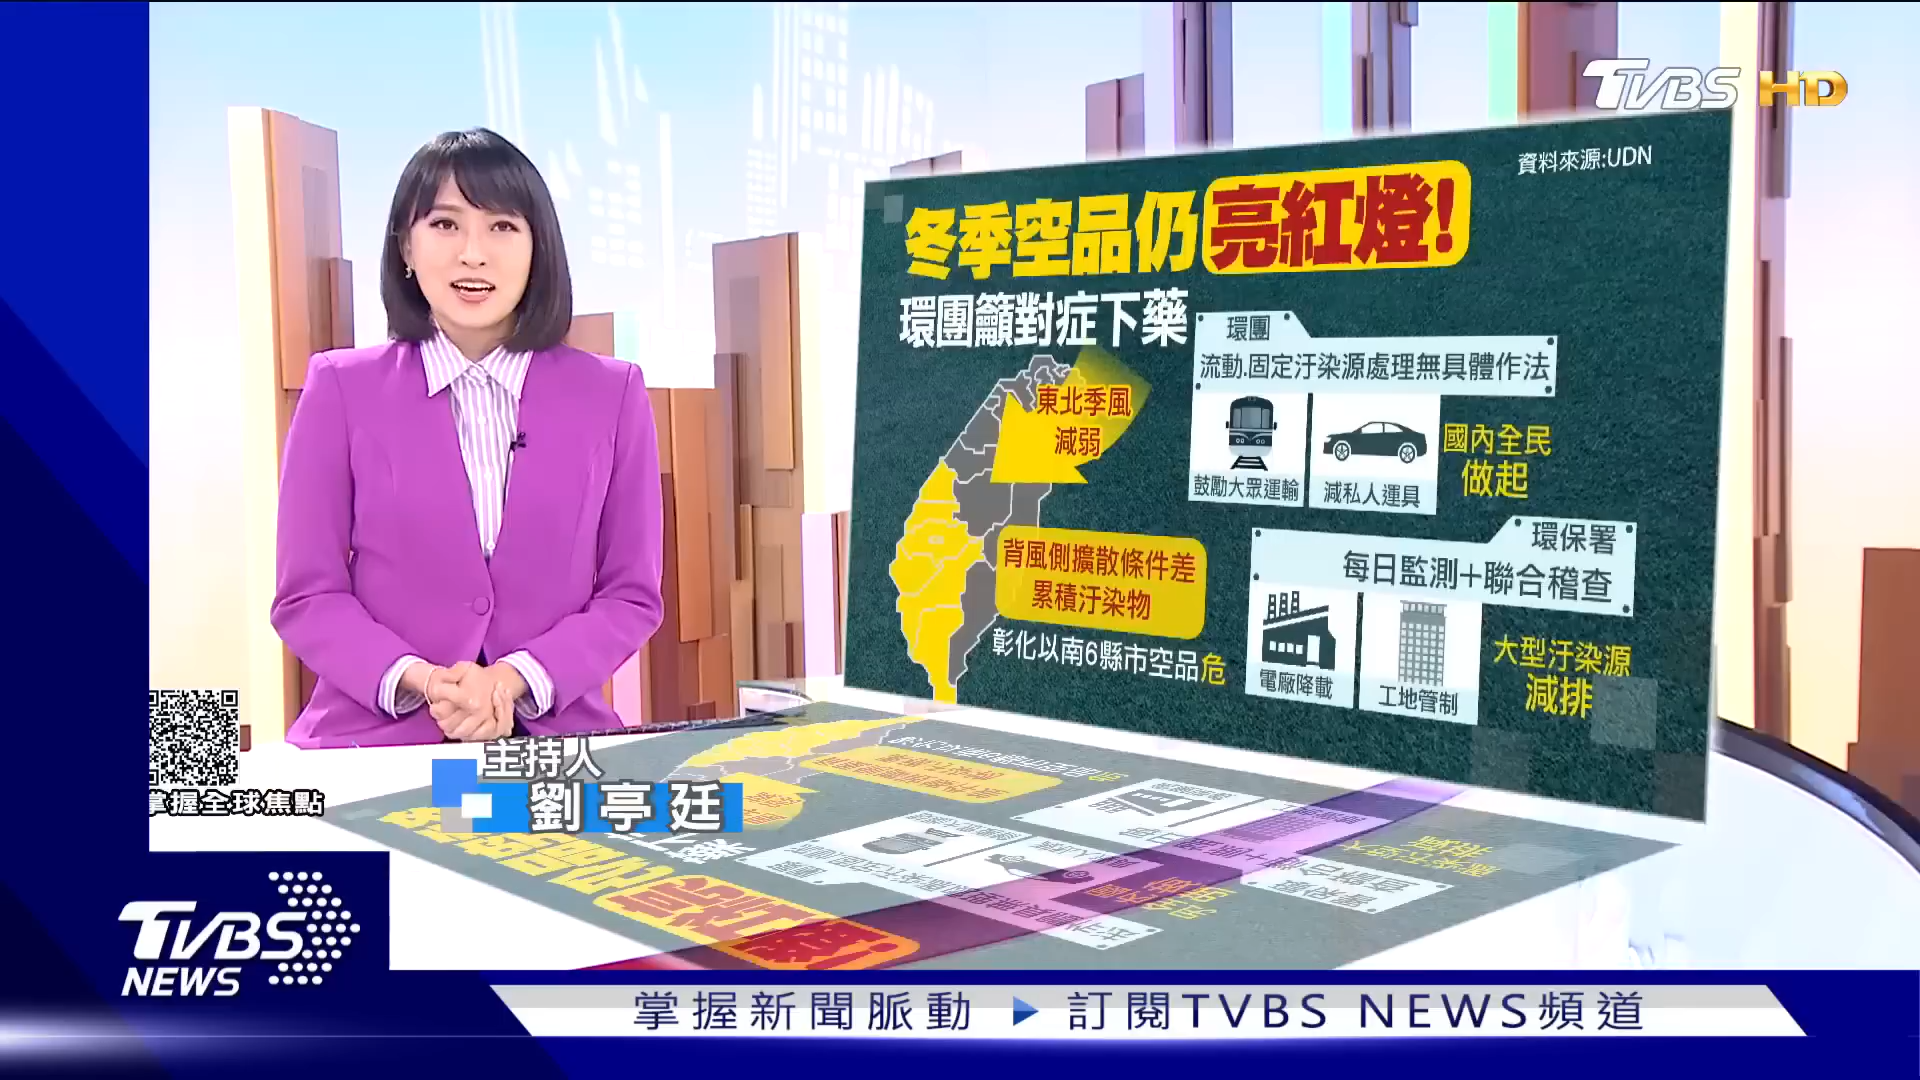 TVBS HD
資料來源:UDN
冬季空品仍亮紅燈!
環團籲對症下藥
環團
流動.固定汙染源處理無具體作法
東北季風
減弱
鼓勵大眾運輸
減私人運具
國內全民
做起
背風側擴散條件差
累積汙染物
彰化以南6縣市空品危
環保署
每日監測+聯合稽查
電廠降載
工地管制
大型汙染源
減排
掌握全球焦點
主持人
劉亭廷
TVBS
NEWS
掌握新聞脈動 ▶ 訂閱TVBS NEWS頻道